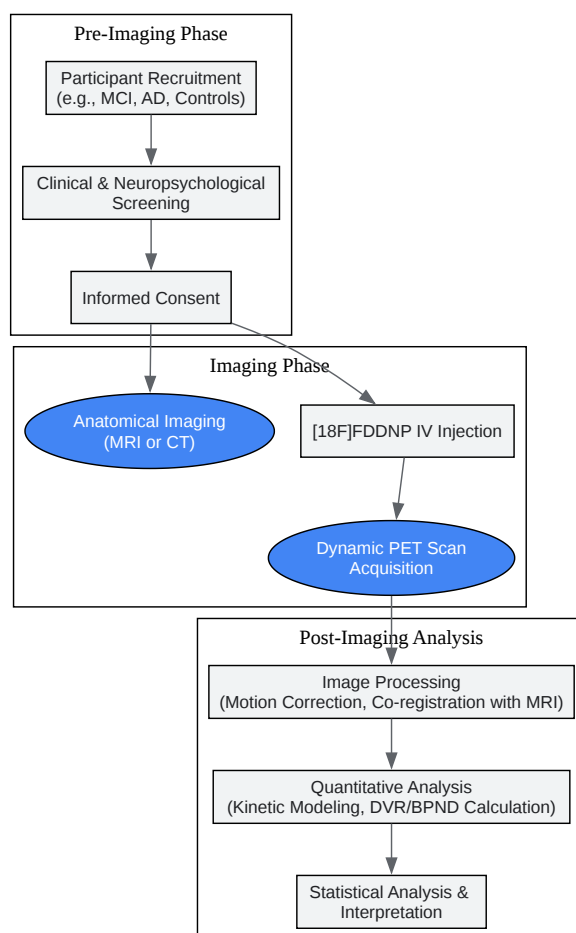 Pre-Imaging Phase
Participant Recruitment
(e.g., MCI, AD, Controls)
Clinical & Neuropsychological
Screening
Informed Consent
Imaging Phase
Anatomical Imaging
(MRI or CT)
[18F]FDDNP IV Injection
Dynamic PET Scan
Acquisition
Post-Imaging Analysis
Image Processing
(Motion Correction, Co-registration with MRI)
Quantitative Analysis
(Kinetic Modeling, DVR/BPND Calculation)
Statistical Analysis &
Interpretation